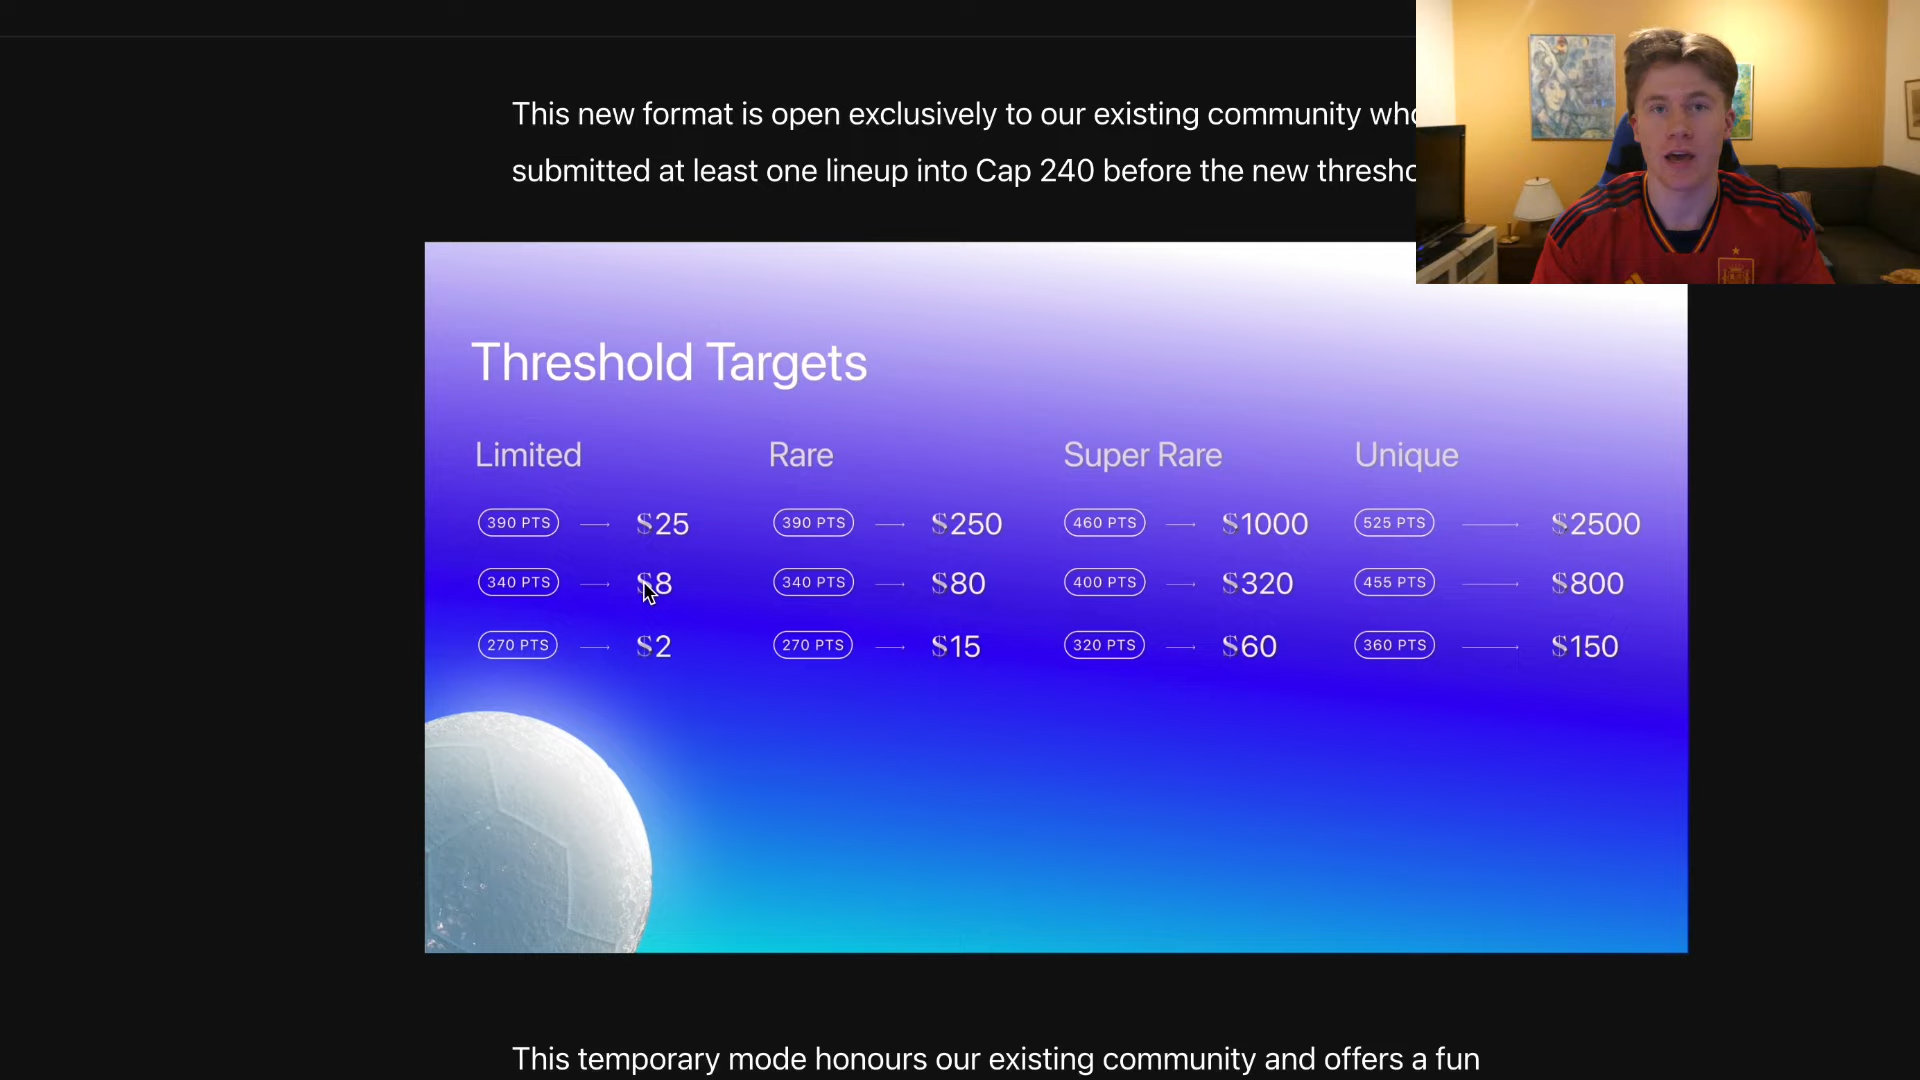 This new format is open exclusively to our existing community
submitted at least one lineup into Cap 240 before the new
Threshold Targets
Limited Rare Super Rare Unique
390 PTS $25 390 PTS $250 460 PTS $1000 525 PTS $2500
340 PTS $8 340 PTS $80 400 PTS $320 455 PTS $800
270 PTS $2 270 PTS $15 320 PTS $60 360 PTS $150
This temporary mode honours our existing community and offers a fun